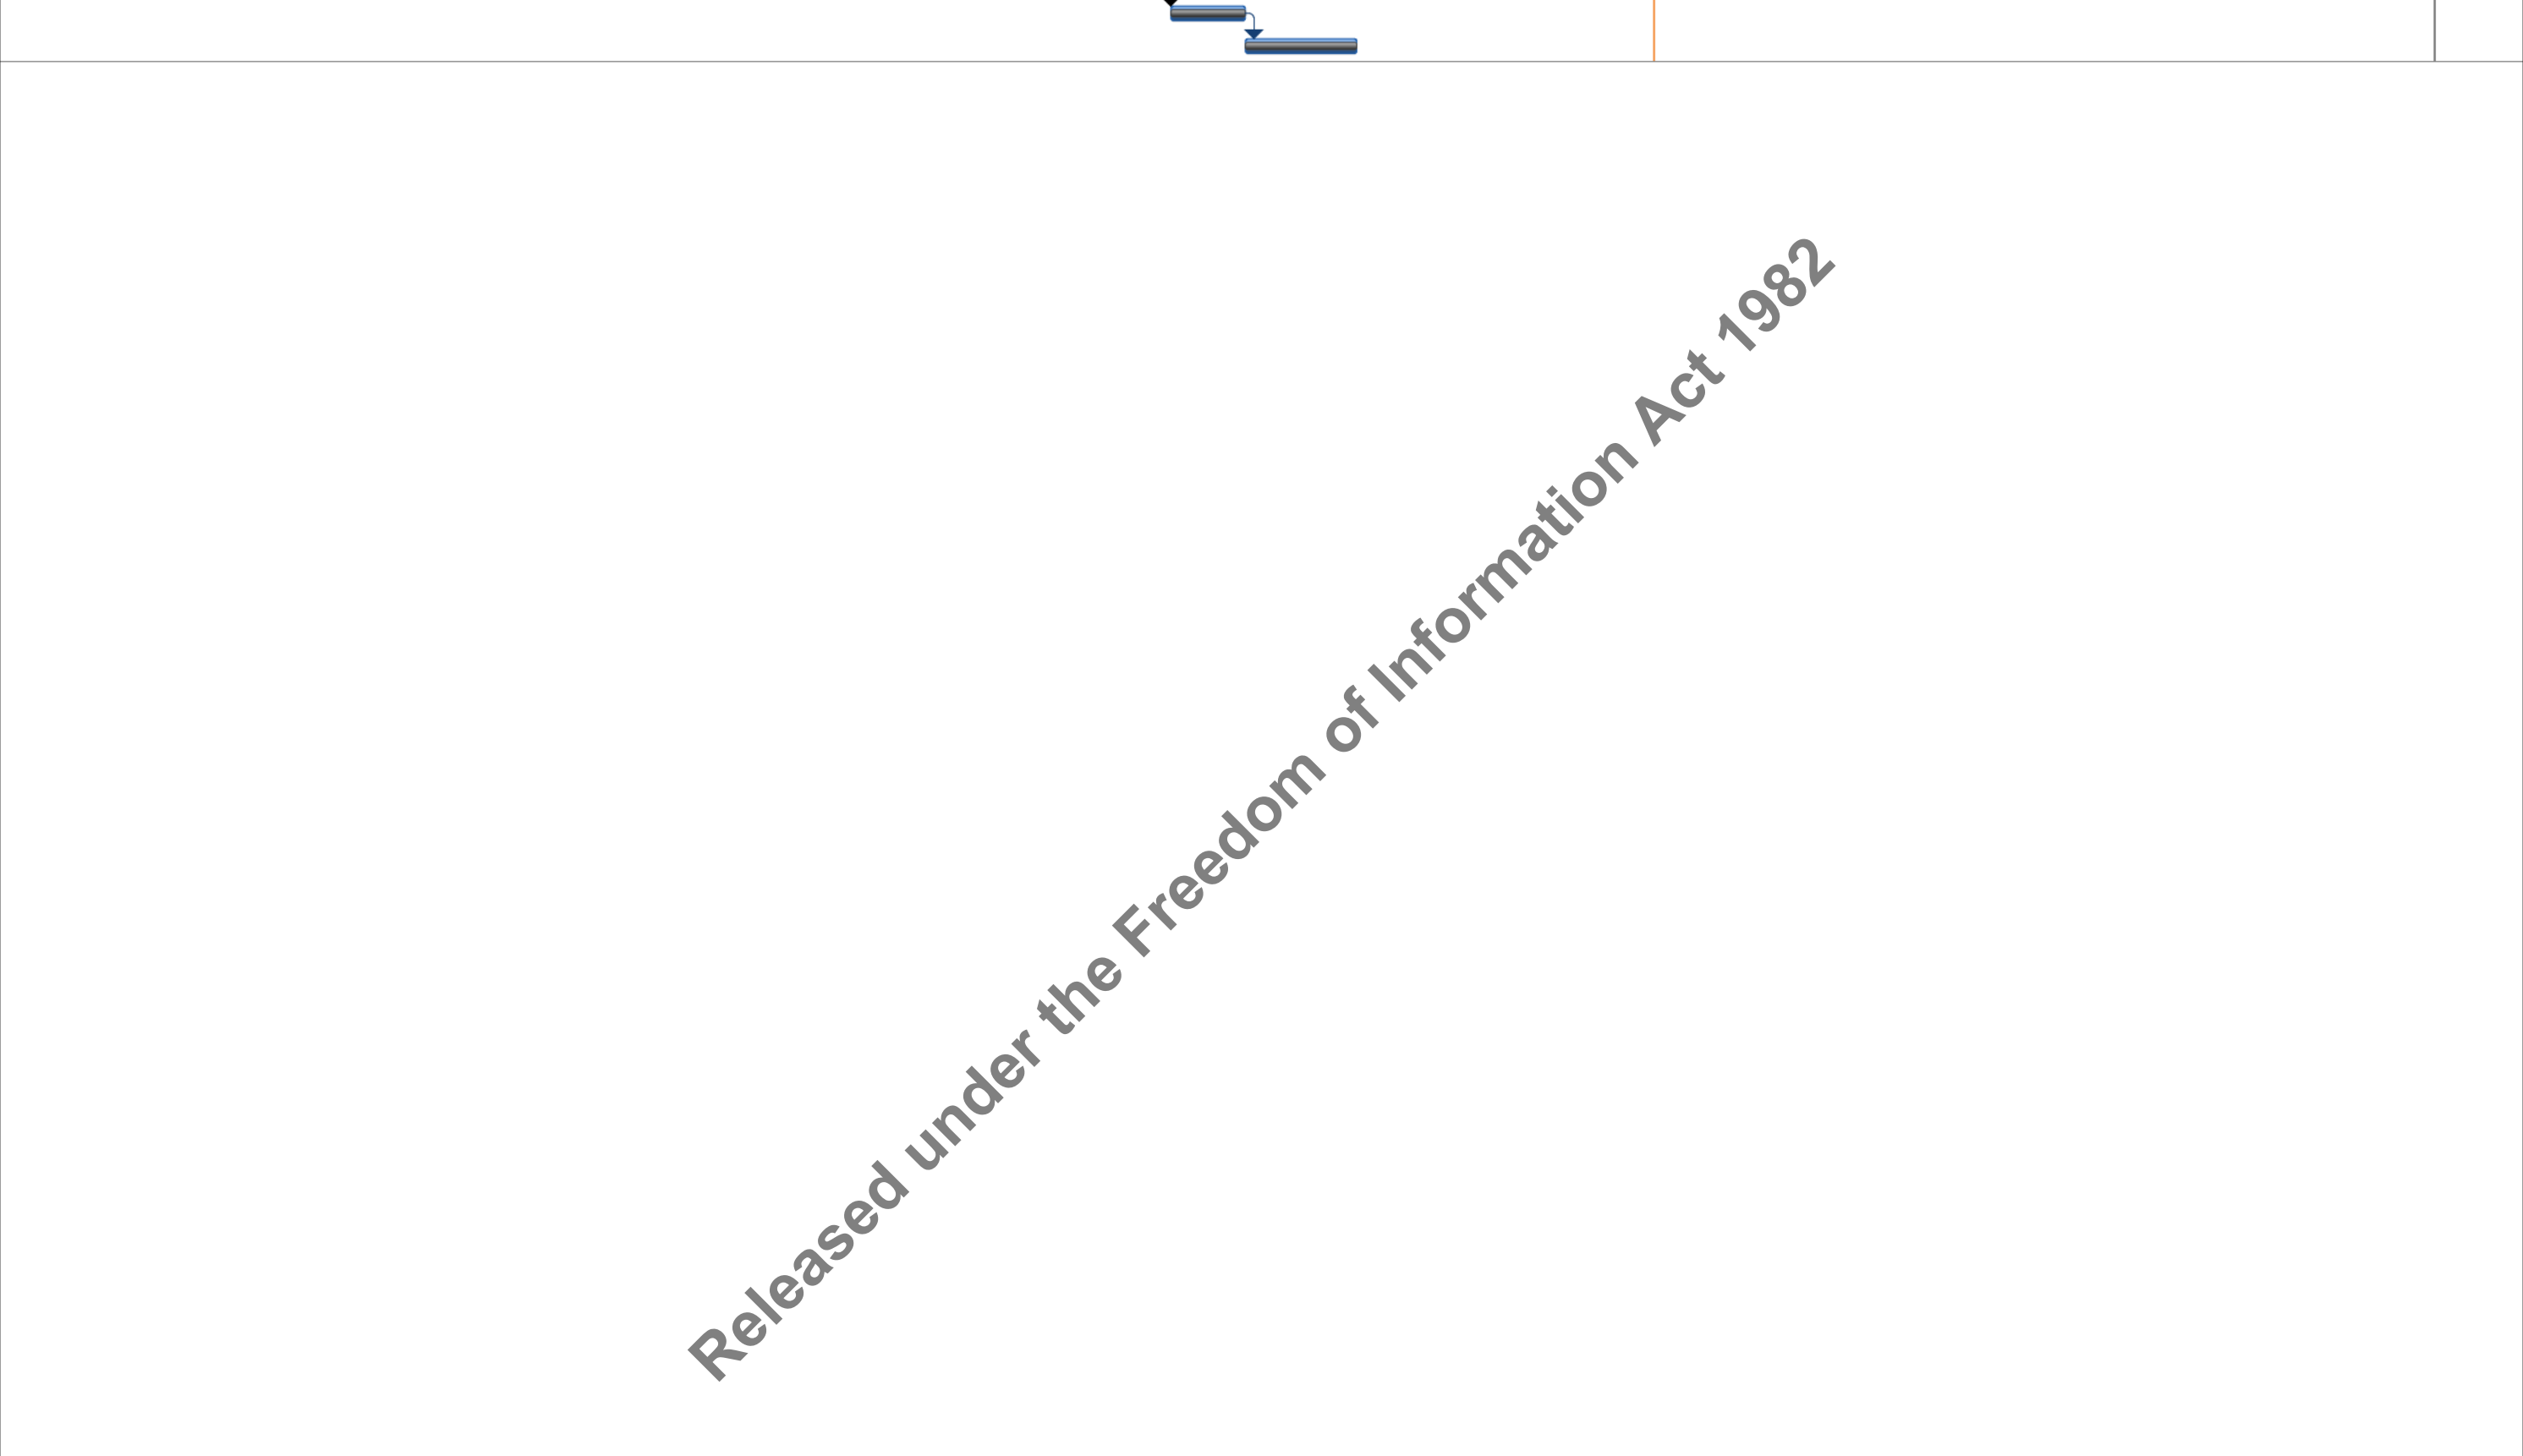 Released under the Freedom of Information Act 1982